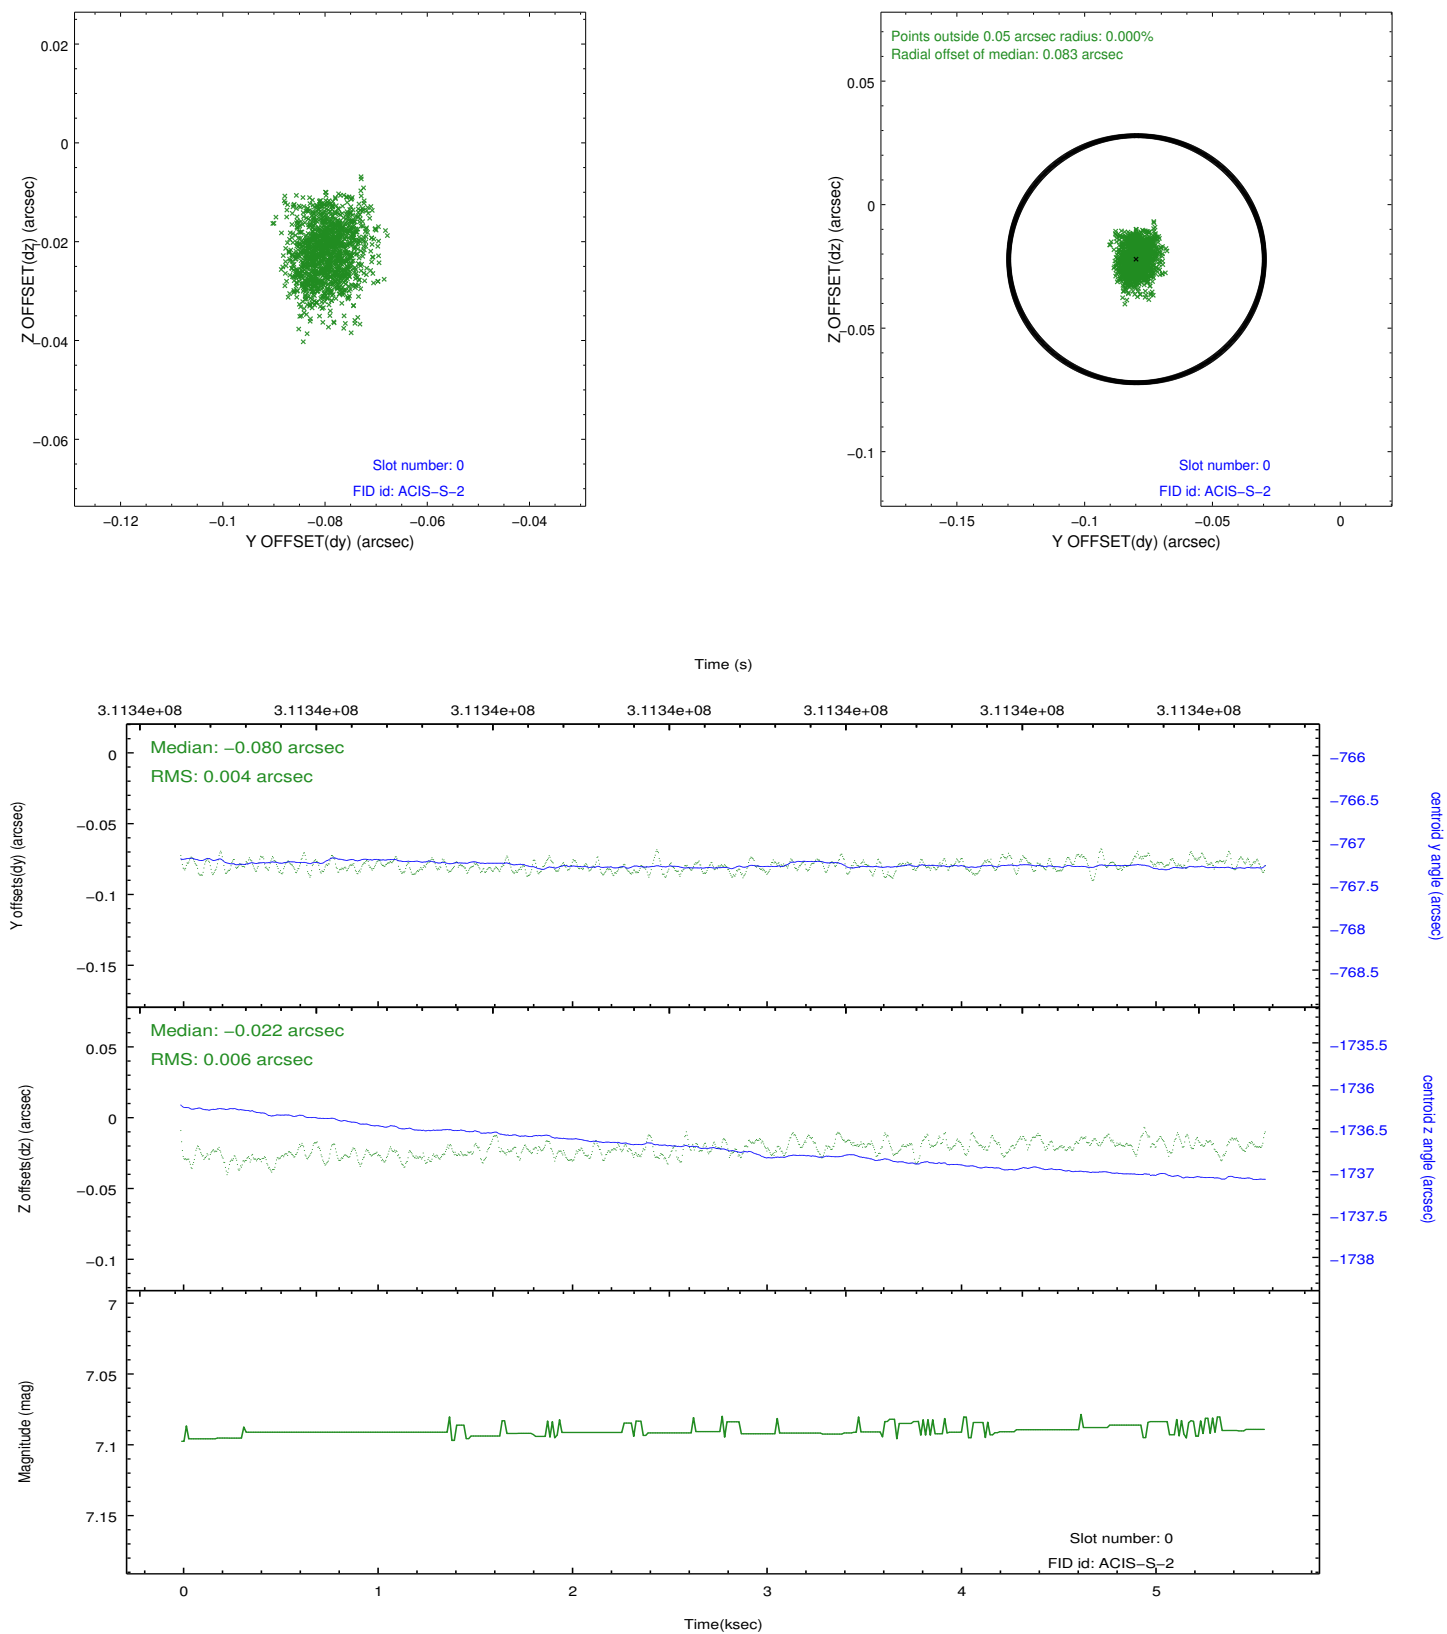 0.02
0
−0.02
−0.04
−0.06
−0.12
−0.1
−0.08
−0.06
−0.04
Z OFFSET(dz) (arcsec)
Y OFFSET(dy) (arcsec)
Slot number: 0
FID id: ACIS−S−2
Points outside 0.05 arcsec radius: 0.000%
Radial offset of median: 0.083 arcsec
0.05
0
−0.05
−0.1
−0.15
−0.1
−0.05
0
Z OFFSET(dz) (arcsec)
Y OFFSET(dy) (arcsec)
Slot number: 0
FID id: ACIS−S−2
Time (s)
3.1134e+08 3.1134e+08 3.1134e+08 3.1134e+08 3.1134e+08 3.1134e+08 3.1134e+08
Median: −0.080 arcsec
RMS: 0.004 arcsec
0
−0.05
−0.1
−0.15
Y offsets(dy) (arcsec)
−766
−766.5
−767
−767.5
−768
−768.5
centroid y angle (arcsec)
Median: −0.022 arcsec
RMS: 0.006 arcsec
0.05
0
−0.05
−0.1
Z offsets(dz) (arcsec)
−1735.5
−1736
−1736.5
−1737
−1737.5
−1738
centroid z angle (arcsec)
7
7.05
7.1
7.15
Magnitude (mag)
Slot number: 0
FID id: ACIS−S−2
0 1 2 3 4 5
Time(ksec)